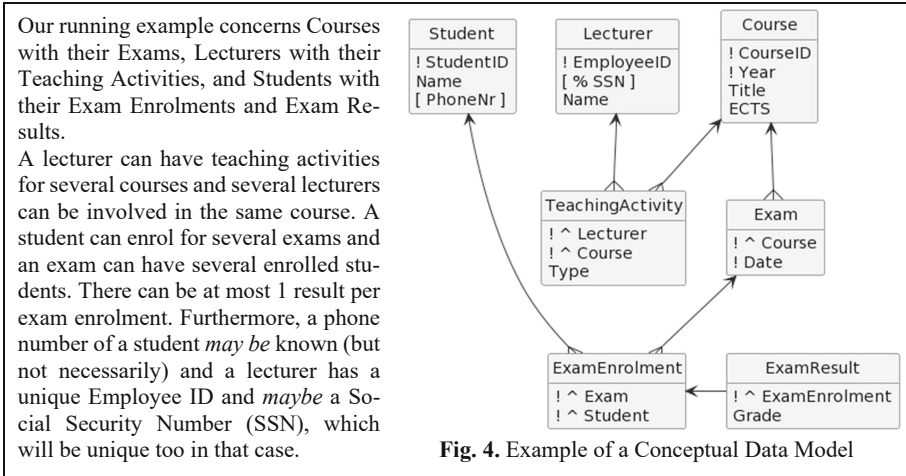 Our running example concerns Courses
with their Exams, Lecturers with their
Teaching Activities, and Students with
their Exam Enrolments and Exam Re-
sults.
A lecturer can have teaching activities
for several courses and several lecturers
can be involved in the same course. A
student can enrol for several exams and
an exam can have several enrolled stu-
dents. There can be at most 1 result per
exam enrolment. Furthermore, a phone
number of a student may be known (but
not necessarily) and a lecturer has a
unique Employee ID and maybe a So-
cial Security Number (SSN), which
will be unique too in that case.
Student
! StudentID
Name
[ PhoneNr ]
Lecturer
! EmployeeID
[ % SSN ]
Name
Course
! CourseID
! Year
Title
ECTS
TeachingActivity
! ^ Lecturer
! ^ Course
Type
Exam
! ^ Course
! Date
ExamEnrolment
! ^ Exam
! ^ Student
ExamResult
! ^ ExamEnrolment
Grade
Fig. 4. Example of a Conceptual Data Model